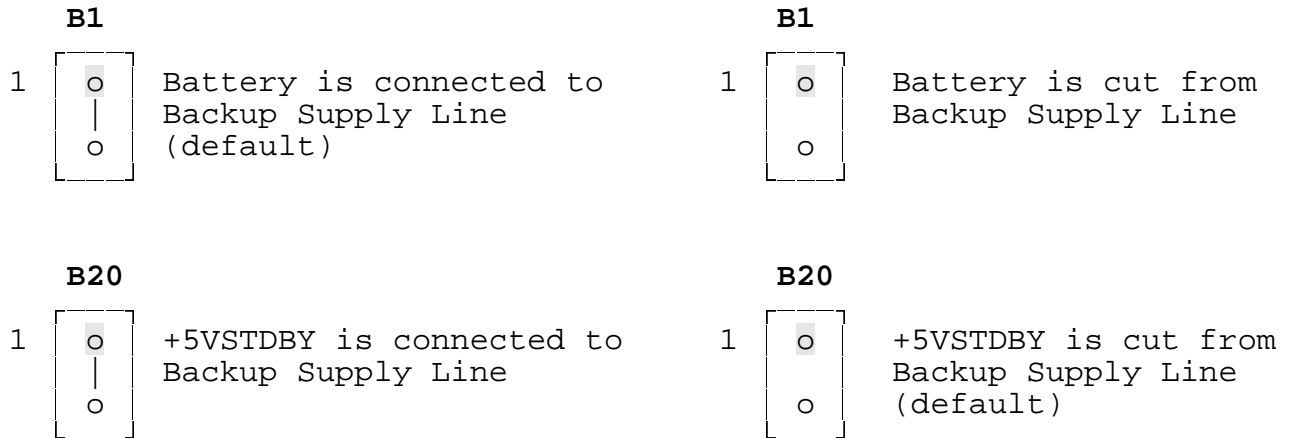 B1 B1
1 o Battery is connected to 1 o Battery is cut from
Backup Supply Line Backup Supply Line
o (default) o
B20 B20
1 o +5VSTDBY is connected to 1 o +5VSTDBY is cut from
Backup Supply Line Backup Supply Line
o o (default)